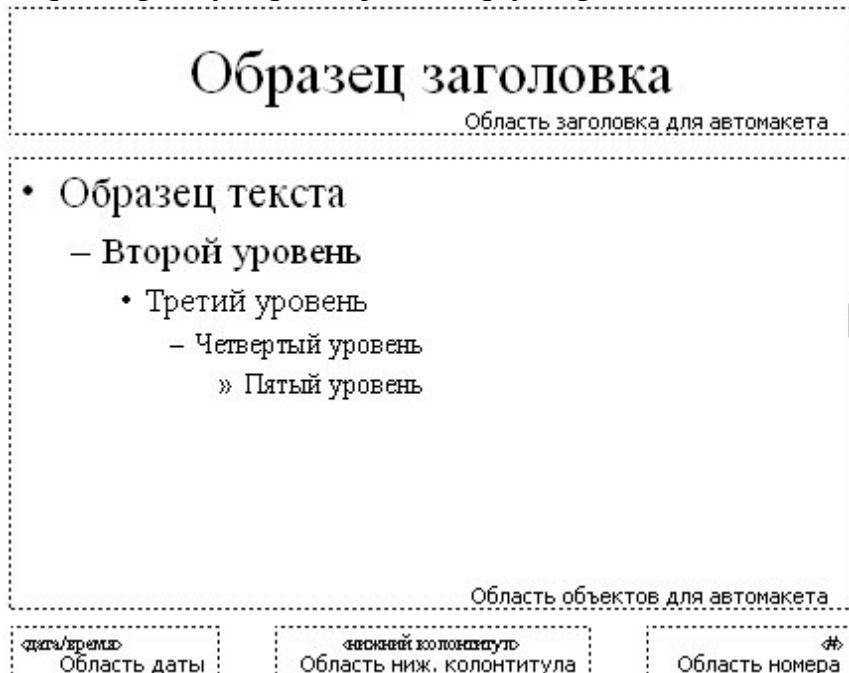 Образец заголовка
Область заголовка для автомакета
• Образец текста
– Второй уровень
• Третий уровень
– Четвертый уровень
» Пятый уровень
Область объектов для автомакета
<дата/время> <нижний колонтитул> <#>
Область даты Область ниж. колонтитула Область номера